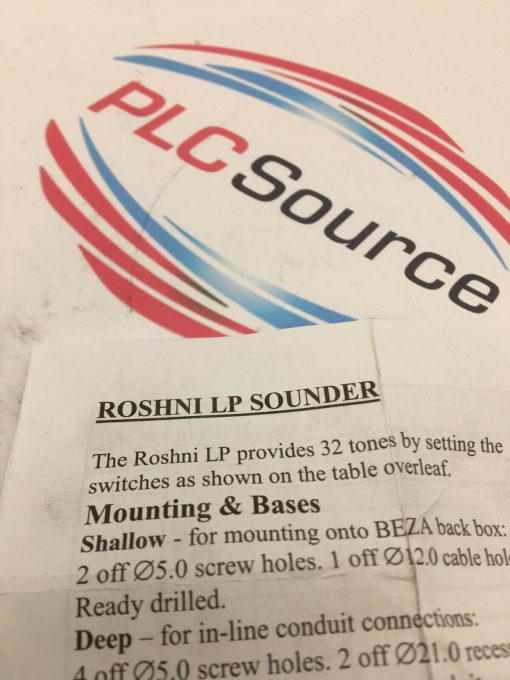 PLC Source
ROSHNI LP SOUNDER
The Roshni LP provides 32 tones by setting the
switches as shown on the table overleaf.
Mounting & Bases
Shallow - for mounting onto BEZA back box:
2 off Ø5.0 screw holes. 1 off Ø12.0 cable hol
Ready drilled.
Deep – for in-line conduit connections:
4 off Ø5.0 screw holes. 2 off Ø21.0 recess